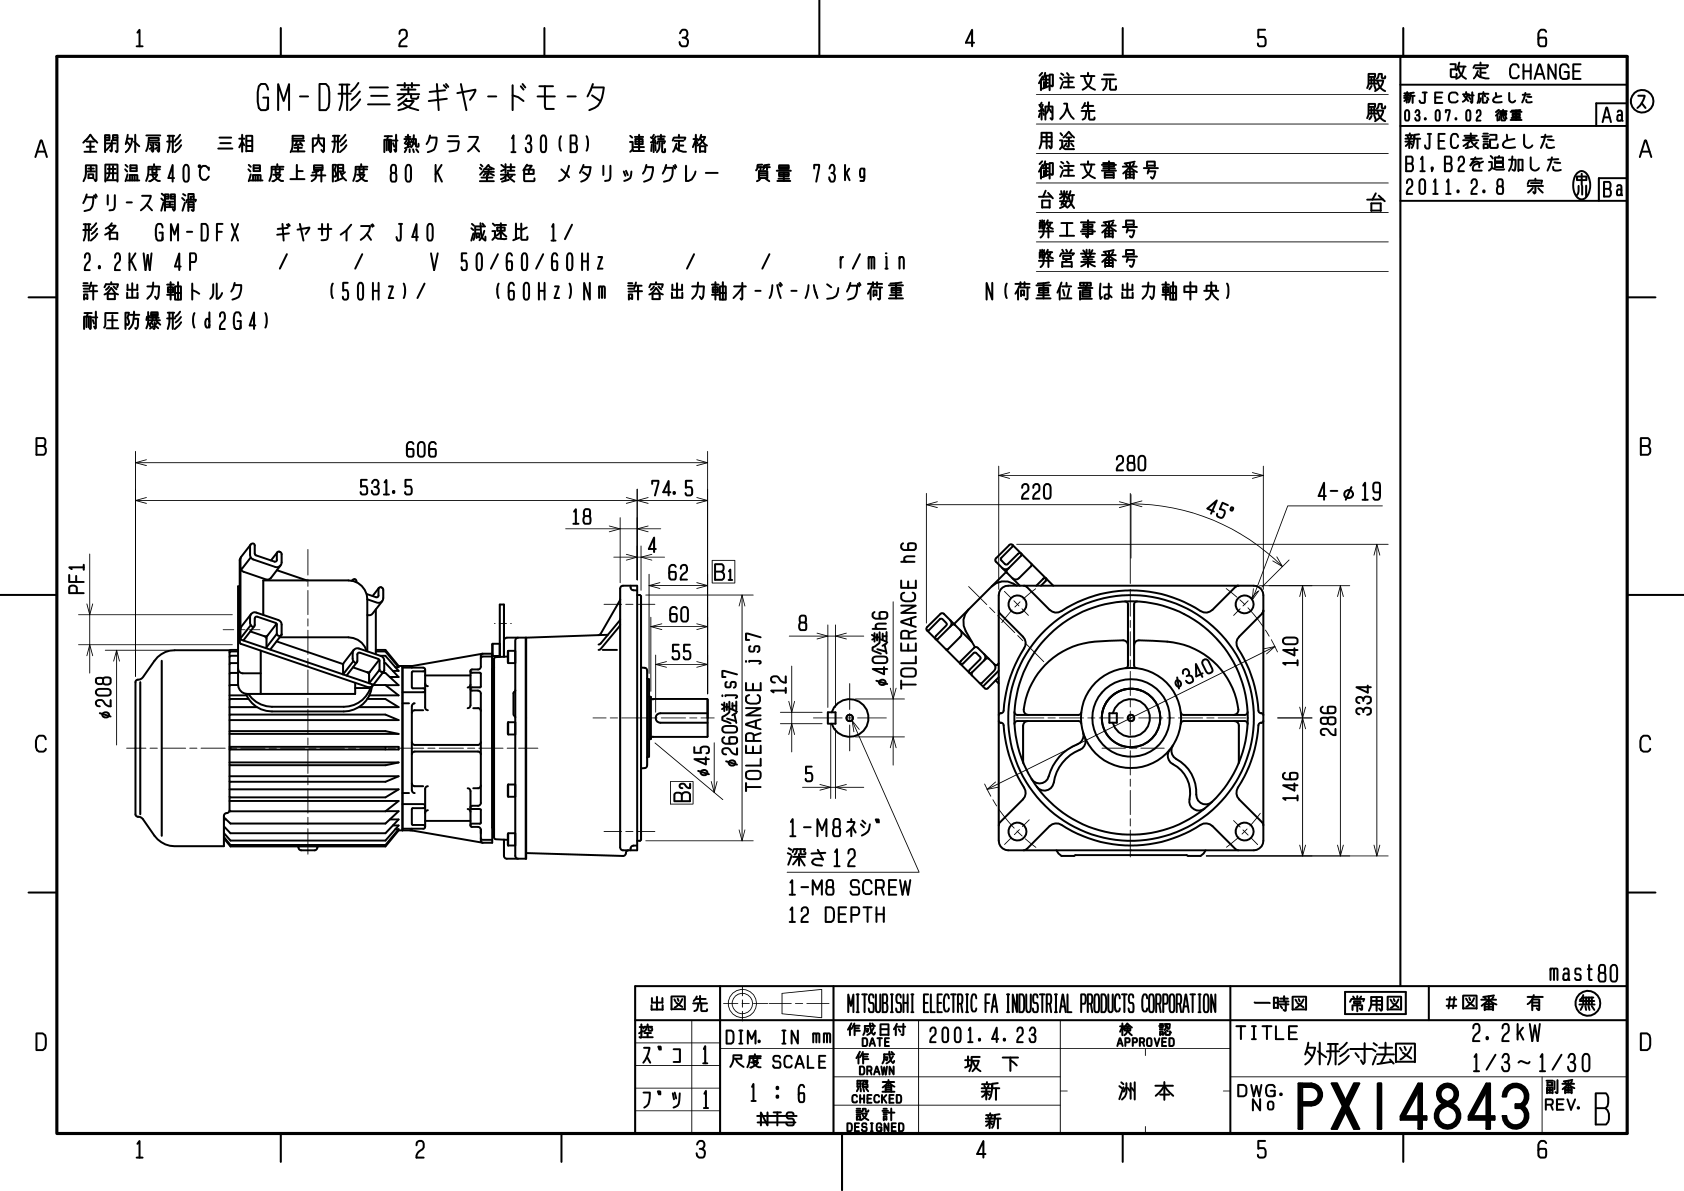 1 2 3 4 5 6
GM-D形三菱ギヤードモータ
全閉外扇形 三相 屋内形 耐熱クラス 130(B) 連続定格
周囲温度40℃ 温度上昇限度 80 K 塗装色 メタリックグレー 質量 73kg
グリース潤滑
形名 GM-DFX ギヤサイズ J40 減速比 1/
2.2KW 4P / / V 50/60/60Hz / / r/min
許容出力軸トルク (50Hz)/ (60Hz)Nm 許容出力軸オーバーハング荷重 N(荷重位置は出力軸中央)
耐圧防爆形(d2G4)
御注文元 殿
納入先 殿
用途
御注文書番号
台数 台
弊工事番号
弊営業番号
改定 CHANGE
新JEC対応とした
03.07.02 徳重 Aa
ス
新JEC表記とした
B1,B2を追加した
2011.2.8 宗 Ba
A A
B B
C C
D D
606
531.5 74.5
18
4
62 B1
60
55
PF1
φ208
φ45
B2
φ260公差js7
TOLERANCE js7
8
12
5
φ40公差h6
TOLERANCE h6
1-M8ネジ
深さ12
1-M8 SCREW
12 DEPTH
280
220
45°
4-φ19
φ340
140
146
286
334
mast80
出図先
控
ズコ 1
ブツ 1
DIM. IN mm
尺度 SCALE
1 : 6
NTS
MITSUBISHI ELECTRIC FA INDUSTRIAL PRODUCTS CORPORATION
作成日付 DATE 2001.4.23
作成 DRAWN 坂下
照査 CHECKED 新
設計 DESIGNED 新
検認 APPROVED
洲本
一時図 常用図 #図番 有 無
TITLE 外形寸法図
2.2kW
1/3~1/30
DWG. No PX14843
副番 REV. B
1 2 3 4 5 6